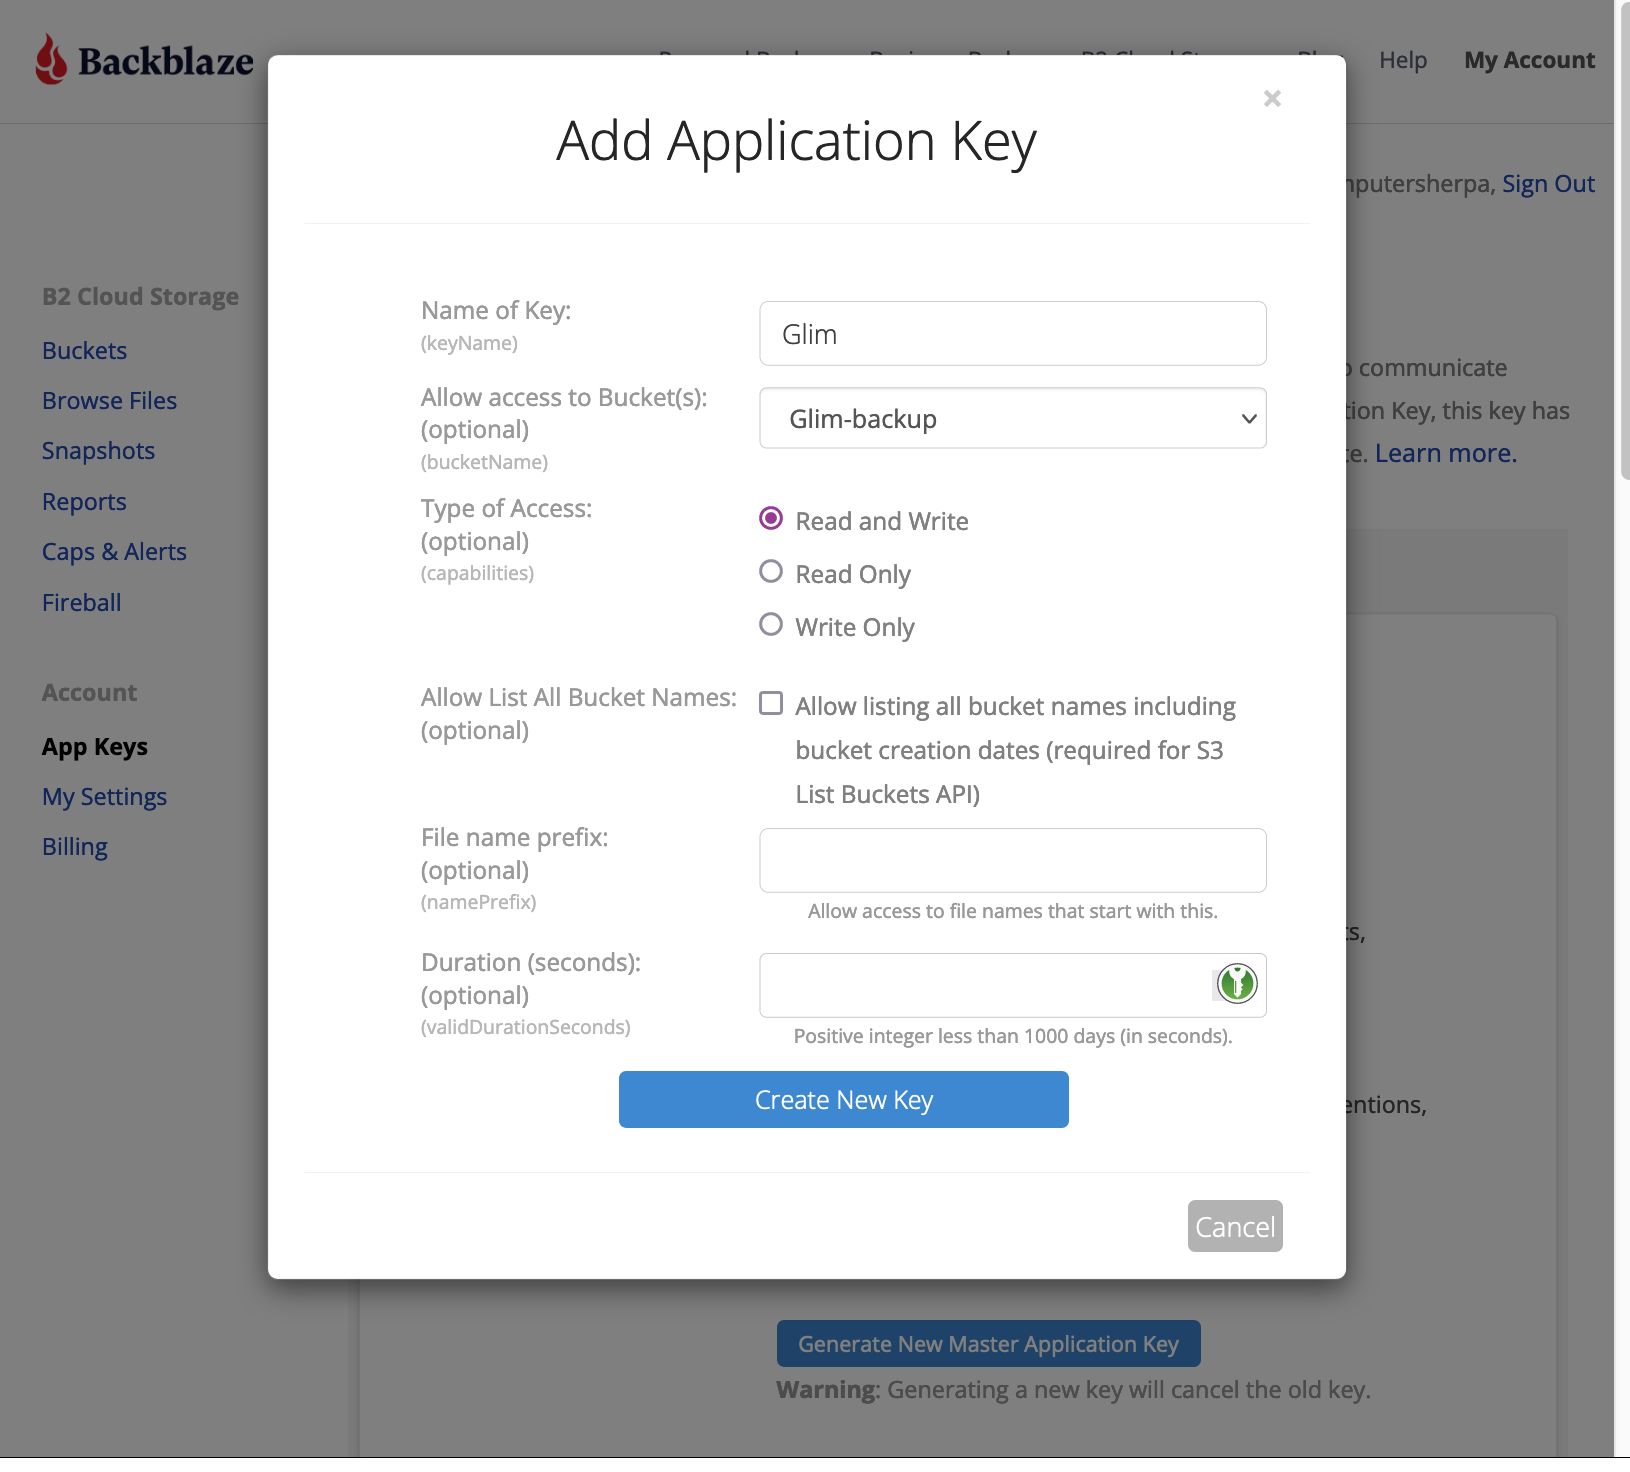 Backblaze
Help
My Account
Add Application Key
Sign Out
B2 Cloud Storage
Buckets
Browse Files
Snapshots
Reports
Caps & Alerts
Fireball
Account
App Keys
My Settings
Billing
Name of Key:
(keyName)
Glim
communicate
Key, this key has
Learn more.
Allow access to Bucket(s):
(optional)
(bucketName)
Glim-backup
Type of Access:
(optional)
(capabilities)
Read and Write
Read Only
Write Only
Allow List All Bucket Names:
(optional)
Allow listing all bucket names including
bucket creation dates (required for S3
List Buckets API)
File name prefix:
(optional)
(namePrefix)
Allow access to file names that start with this.
Duration (seconds):
(optional)
(validDurationSeconds)
Positive integer less than 1000 days (in seconds).
Create New Key
Cancel
Generate New Master Application Key
Warning: Generating a new key will cancel the old key.